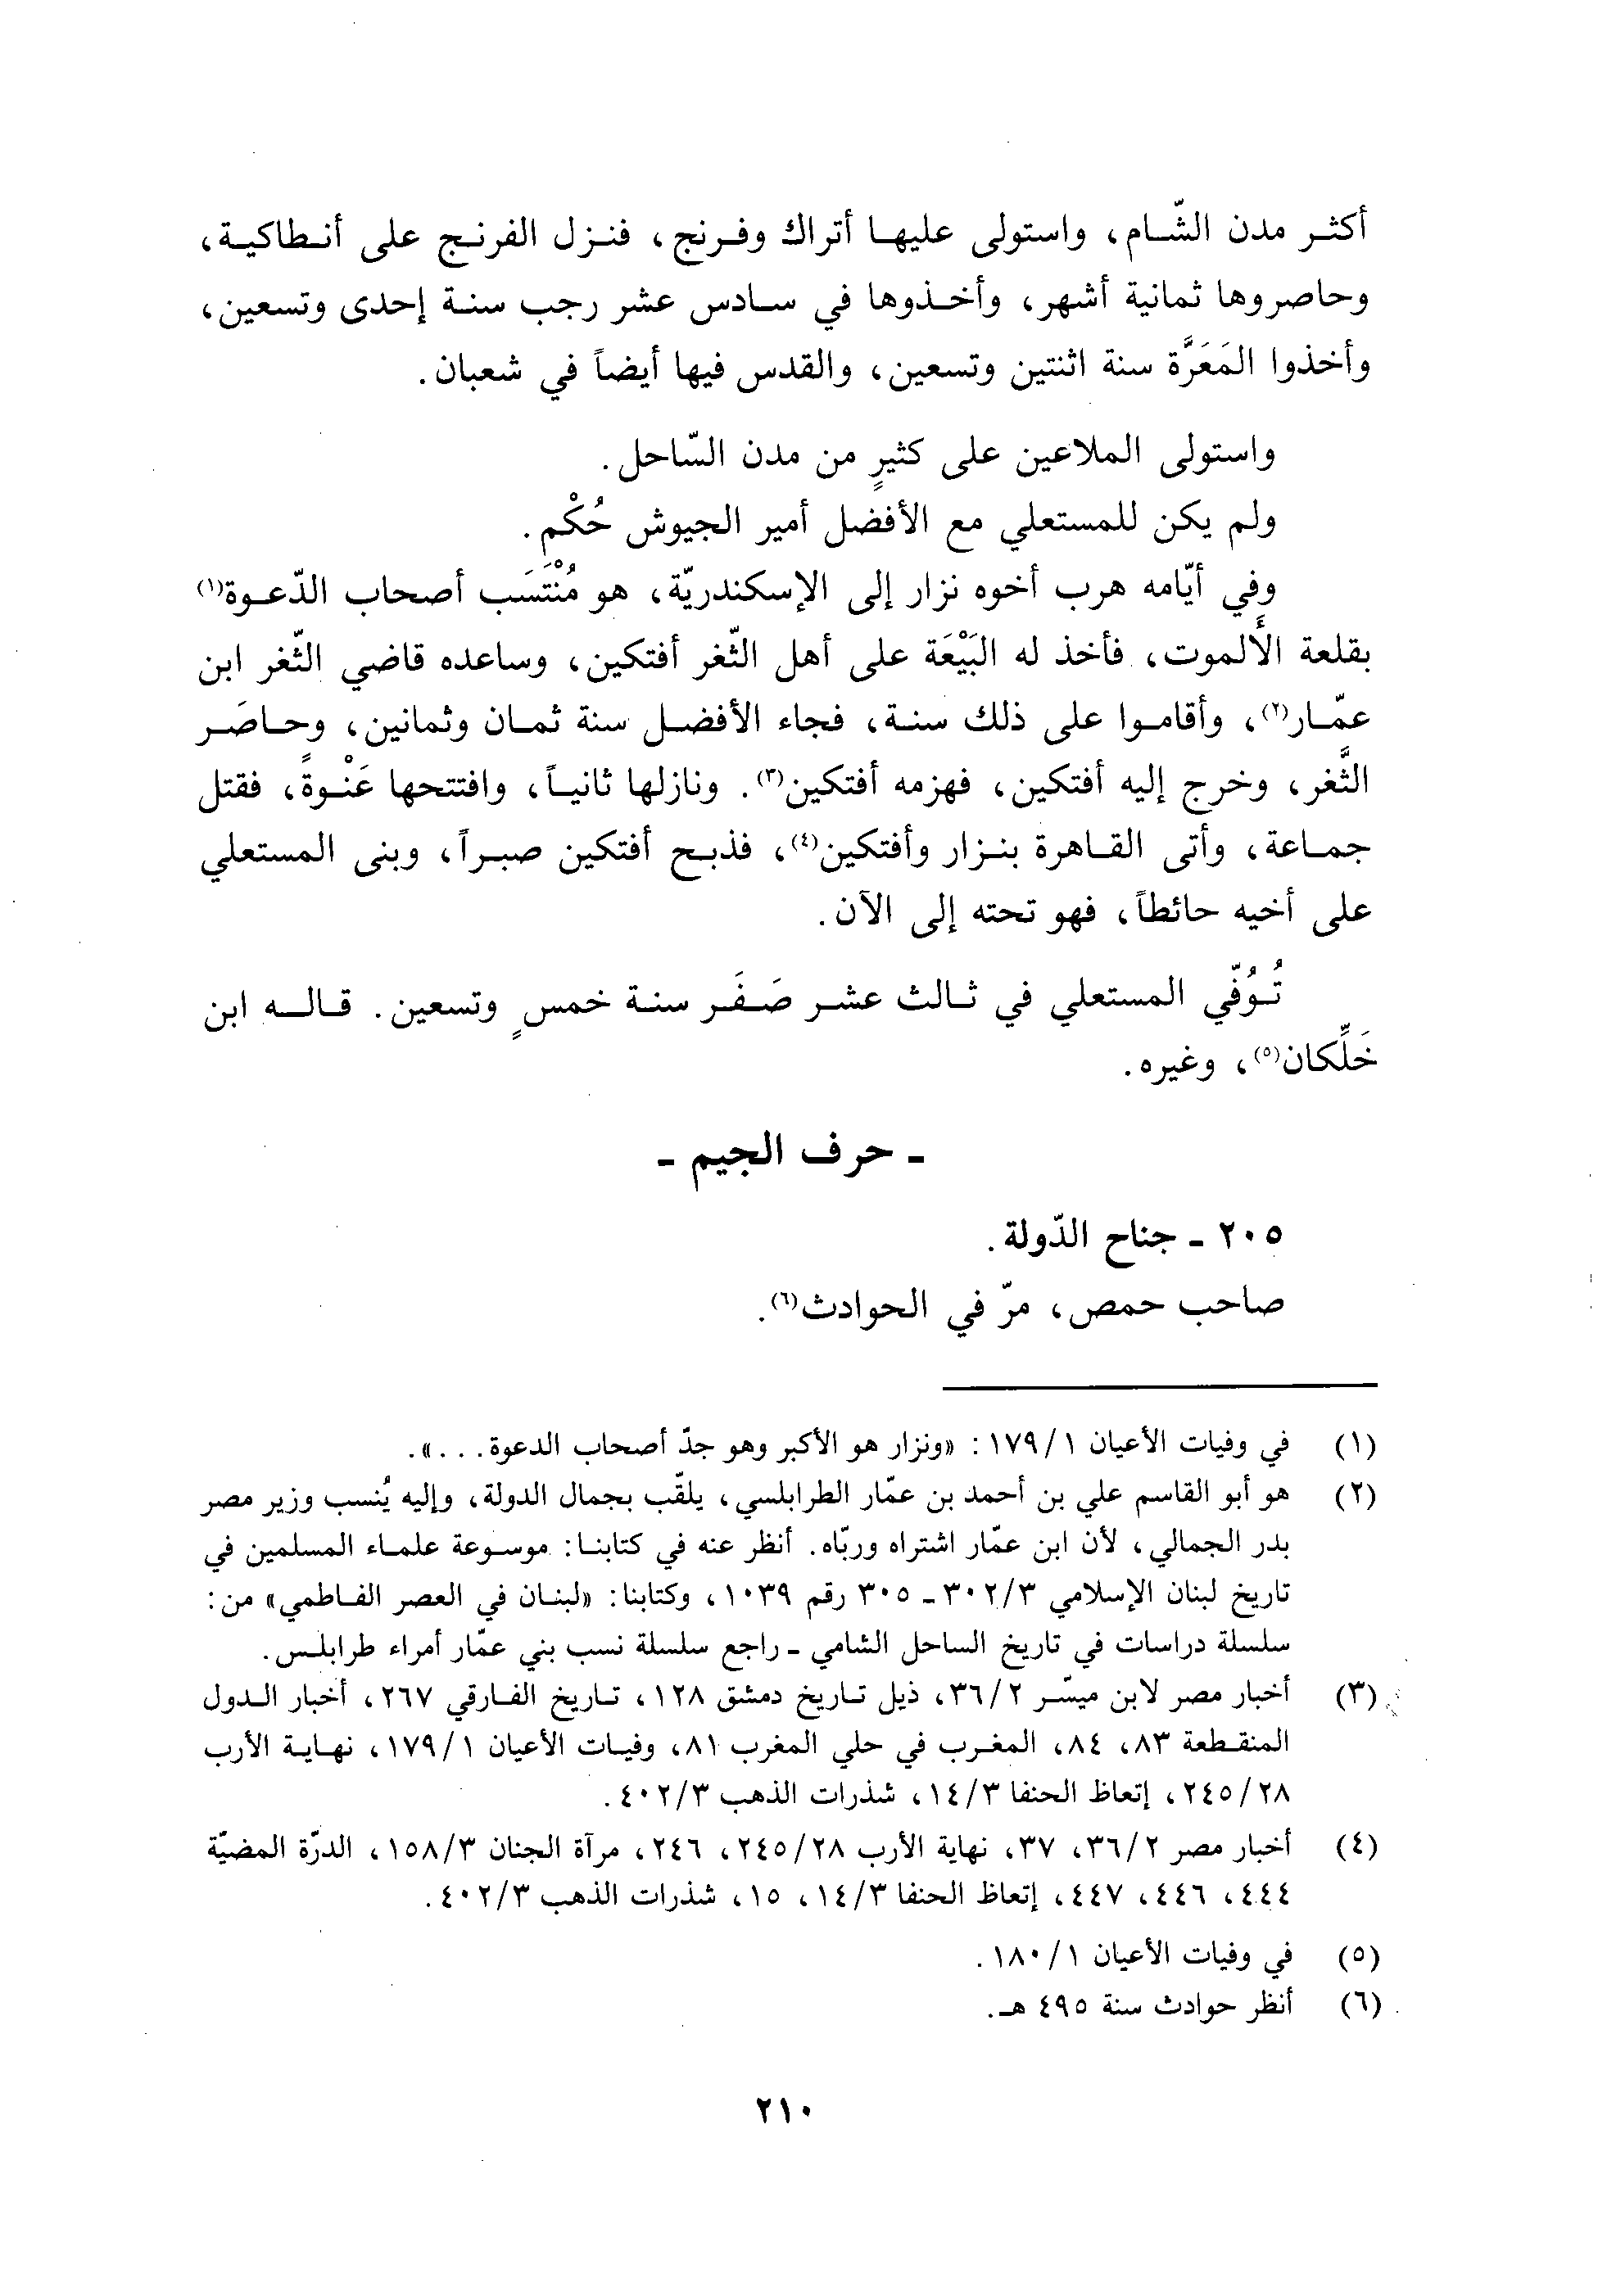 أكثر مدن الشّام، واستولى عليها أتراك وفرنج، فنزل الفرنج على أنطاكية،
وحاصروها ثمانية أشهر، وأخذوها في سادس عشر رجب سنة إحدى وتسعين،
وأخذوا المَعَرَّة سنة اثنتين وتسعين، والقدس فيها أيضاً في شعبان.
واستولى الملاعين على كثيرٍ من مدن السّاحل.
ولم يكن للمستعلي مع الأفضل أمير الجيوش حُكْم.
وفي أيّامه هرب أخوه نزار إلى الإسكندريّة، هو مُنْتَسَب أصحاب الدّعوة(١)
بقلعة الأَلموت، فأخذ له البَيْعَة على أهل الثّغر أفتكين، وساعده قاضي الثّغر ابن
عمّار(٢)، وأقاموا على ذلك سنة، فجاء الأفضل سنة ثمان وثمانين، وحاصَر
الثَّغر، وخرج إليه أفتكين، فهزمه أفتكين(٣). ونازلها ثانياً، وافتتحها عَنْوةً، فقتل
جماعة، وأتى القاهرة بنزار وأفتكين(٤)، فذبح أفتكين صبراً، وبنى المستعلي
على أخيه حائطاً، فهو تحته إلى الآن.
تُوُفّي المستعلي في ثالث عشر صَفَر سنة خمسٍ وتسعين. قاله ابن
خَلِّكان(٥)، وغيره.
- حرف الجيم -
٢٠٥ - جناح الدّولة.
صاحب حمص، مرّ في الحوادث(٦).
(١) في وفيات الأعيان ١/١٧٩: «ونزار هو الأكبر وهو جدّ أصحاب الدعوة...».
(٢) هو أبو القاسم علي بن أحمد بن عمّار الطرابلسي، يلقّب بجمال الدولة، وإليه يُنسب وزير مصر
بدر الجمالي، لأن ابن عمّار اشتراه وربّاه. أنظر عنه في كتابنا: موسوعة علماء المسلمين في
تاريخ لبنان الإسلامي ٣/٣٠٢ - ٣٠٥ رقم ١٠٣٩، وكتابنا: «لبنان في العصر الفاطمي» من:
سلسلة دراسات في تاريخ الساحل الشامي - راجع سلسلة نسب بني عمّار أمراء طرابلس.
(٣) أخبار مصر لابن ميسّر ٢/٣٦، ذيل تاريخ دمشق ١٢٨، تاريخ الفارقي ٢٦٧، أخبار الدول
المنقطعة ٨٣، ٨٤، المغرب في حلي المغرب ٨١، وفيات الأعيان ١/١٧٩، نهاية الأرب
٢٨/٢٤٥، إتعاظ الحنفا ٣/١٤، شذرات الذهب ٣/٤٠٢.
(٤) أخبار مصر ٢/٣٦، ٣٧، نهاية الأرب ٢٨/٢٤٥، ٢٤٦، مرآة الجنان ٣/١٥٨، الدرّة المضيّة
٤٤٤، ٤٤٦، ٤٤٧، إتعاظ الحنفا ٣/١٤، ١٥، شذرات الذهب ٣/٤٠٢.
(٥) في وفيات الأعيان ١/١٨٠.
(٦) أنظر حوادث سنة ٤٩٥ هـ.
٢١٠